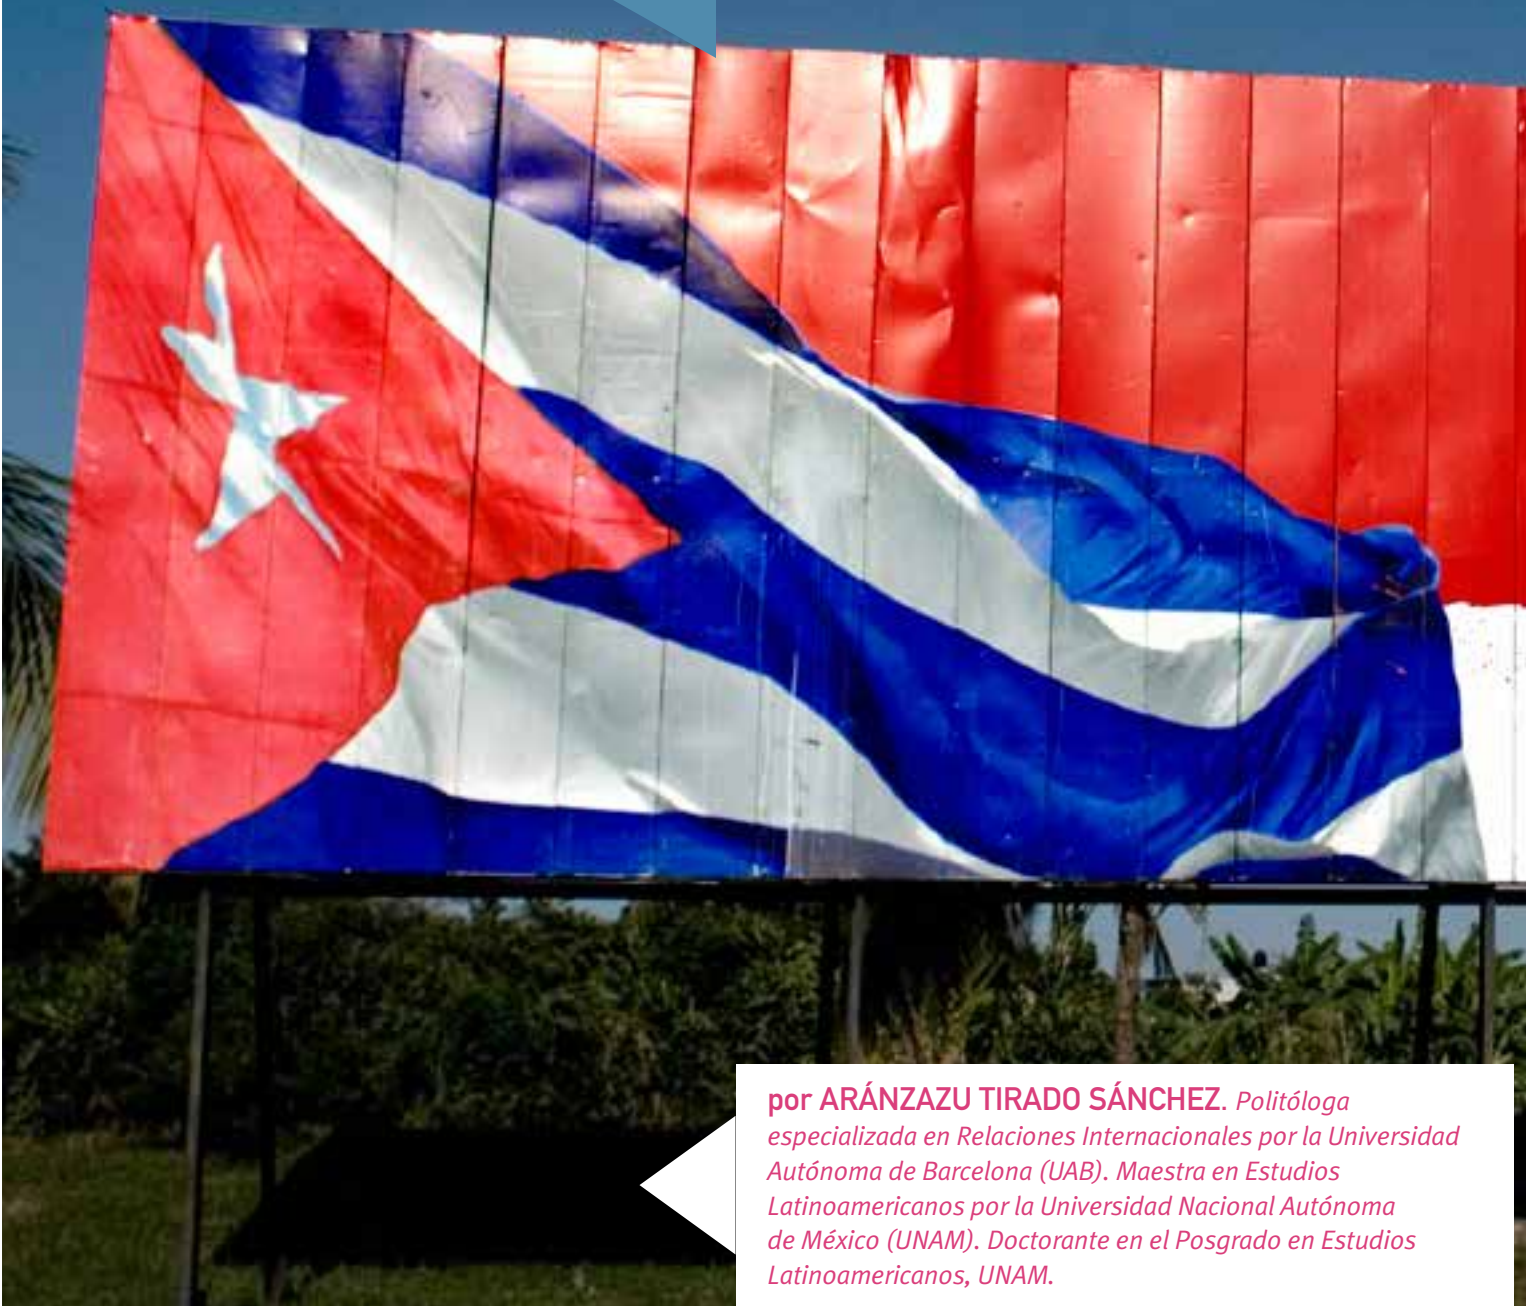 por ARÁNZAZU TIRADO SÁNCHEZ. Politóloga
especializada en Relaciones Internacionales por la Universidad
Autónoma de Barcelona (UAB). Maestra en Estudios
Latinoamericanos por la Universidad Nacional Autónoma
de México (UNAM). Doctorante en el Posgrado en Estudios
Latinoamericanos, UNAM.